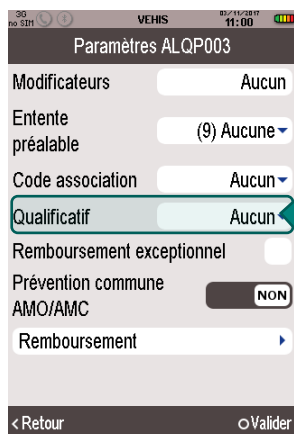 3G
no SIM VEHIS 03/11/2017
11:00
Paramètres ALQP003
Modificateurs Aucun
Entente
préalable (9) Aucune
Code association Aucun
Qualificatif Aucun
Remboursement exceptionnel
Prévention commune
AMO/AMC NON
Remboursement
< Retour Valider